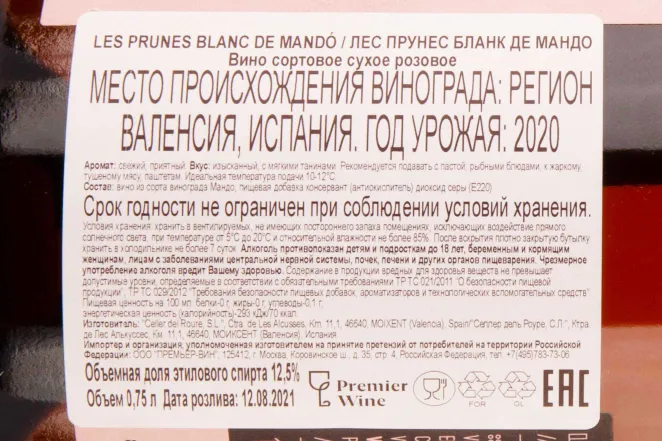 LES PRUNES BLANC DE MANDÓ / ЛЕС ПРУНЕС БЛАНК ДЕ МАНДО
Вино сортовое сухое розовое
МЕСТО ПРОИСХОЖДЕНИЯ ВИНОГРАДА: РЕГИОН
ВАЛЕНСИЯ, ИСПАНИЯ. ГОД УРОЖАЯ: 2020
Аромат: свежий, приятный. Вкус: изысканный, с мягкими танинами. Рекомендуется подавать с пастой, рыбными блюдами, к жаркому,
тушеному мясу, паштетам. Идеальная температура подачи 10-12°С.
Состав: вино из сорта винограда Мандо; пищевая добавка консервант (антиокислитель) диоксид серы (E220)
Срок годности не ограничен при соблюдении условий хранения.
Условия хранения: хранить в вентилируемых, не имеющих постороннего запаха помещениях, исключающих воздействие прямого
солнечного света, при температуре от 5°С до 20°С и относительной влажности не более 85%. После вскрытия плотно закрытую бутылку
хранить в холодильнике не более 7 суток. Алкоголь противопоказан детям и подросткам до 18 лет, беременным и кормящим
женщинам, лицам с заболеваниями центральной нервной системы, почек, печени и других органов пищеварения. Чрезмерное
употребление алкоголя вредит Вашему здоровью. Содержание в продукции вредных для здоровья веществ не превышает
допустимые уровни, определяемые в соответствии с обязательными требованиями ТР ТС 021/2011 "О безопасности пищевой
продукции", ТР ТС 029/2012 "Требования безопасности пищевых добавок, ароматизаторов и технологических вспомогательных средств".
Пищевая ценность на 100 мл: белки-0 г, жиры-0 г, углеводы-0,1 г.
энергетическая ценность (калорийность)-293 кДж/70 ккал
Изготовитель: "Celler del Roure, S.L.", Ctra. de Les Alcusses, Km. 11,1, 46640, MOIXENT (Valencia), Spain/"Селлер дель Роуре, С.Л.", Ктра.
де Лес Алькуссес, Км. 11,1, 46640, МОИКСЕНТ (Валенсия), Испания.
Импортер и организация, уполномоченная изготовителем на принятие претензий от потребителей на территории Российской
Федерации: ООО "ПРЕМЬЕР-ВИН", 125412, г. Москва, Коровинское ш., д. 35, стр. 4, Российская Федерация, тел. +7(495)783-73-06
Объемная доля этилового спирта 12,5%
Объем 0,75 л Дата розлива: 12.08.2021
Premier
Wine
FOR
GL
EAC